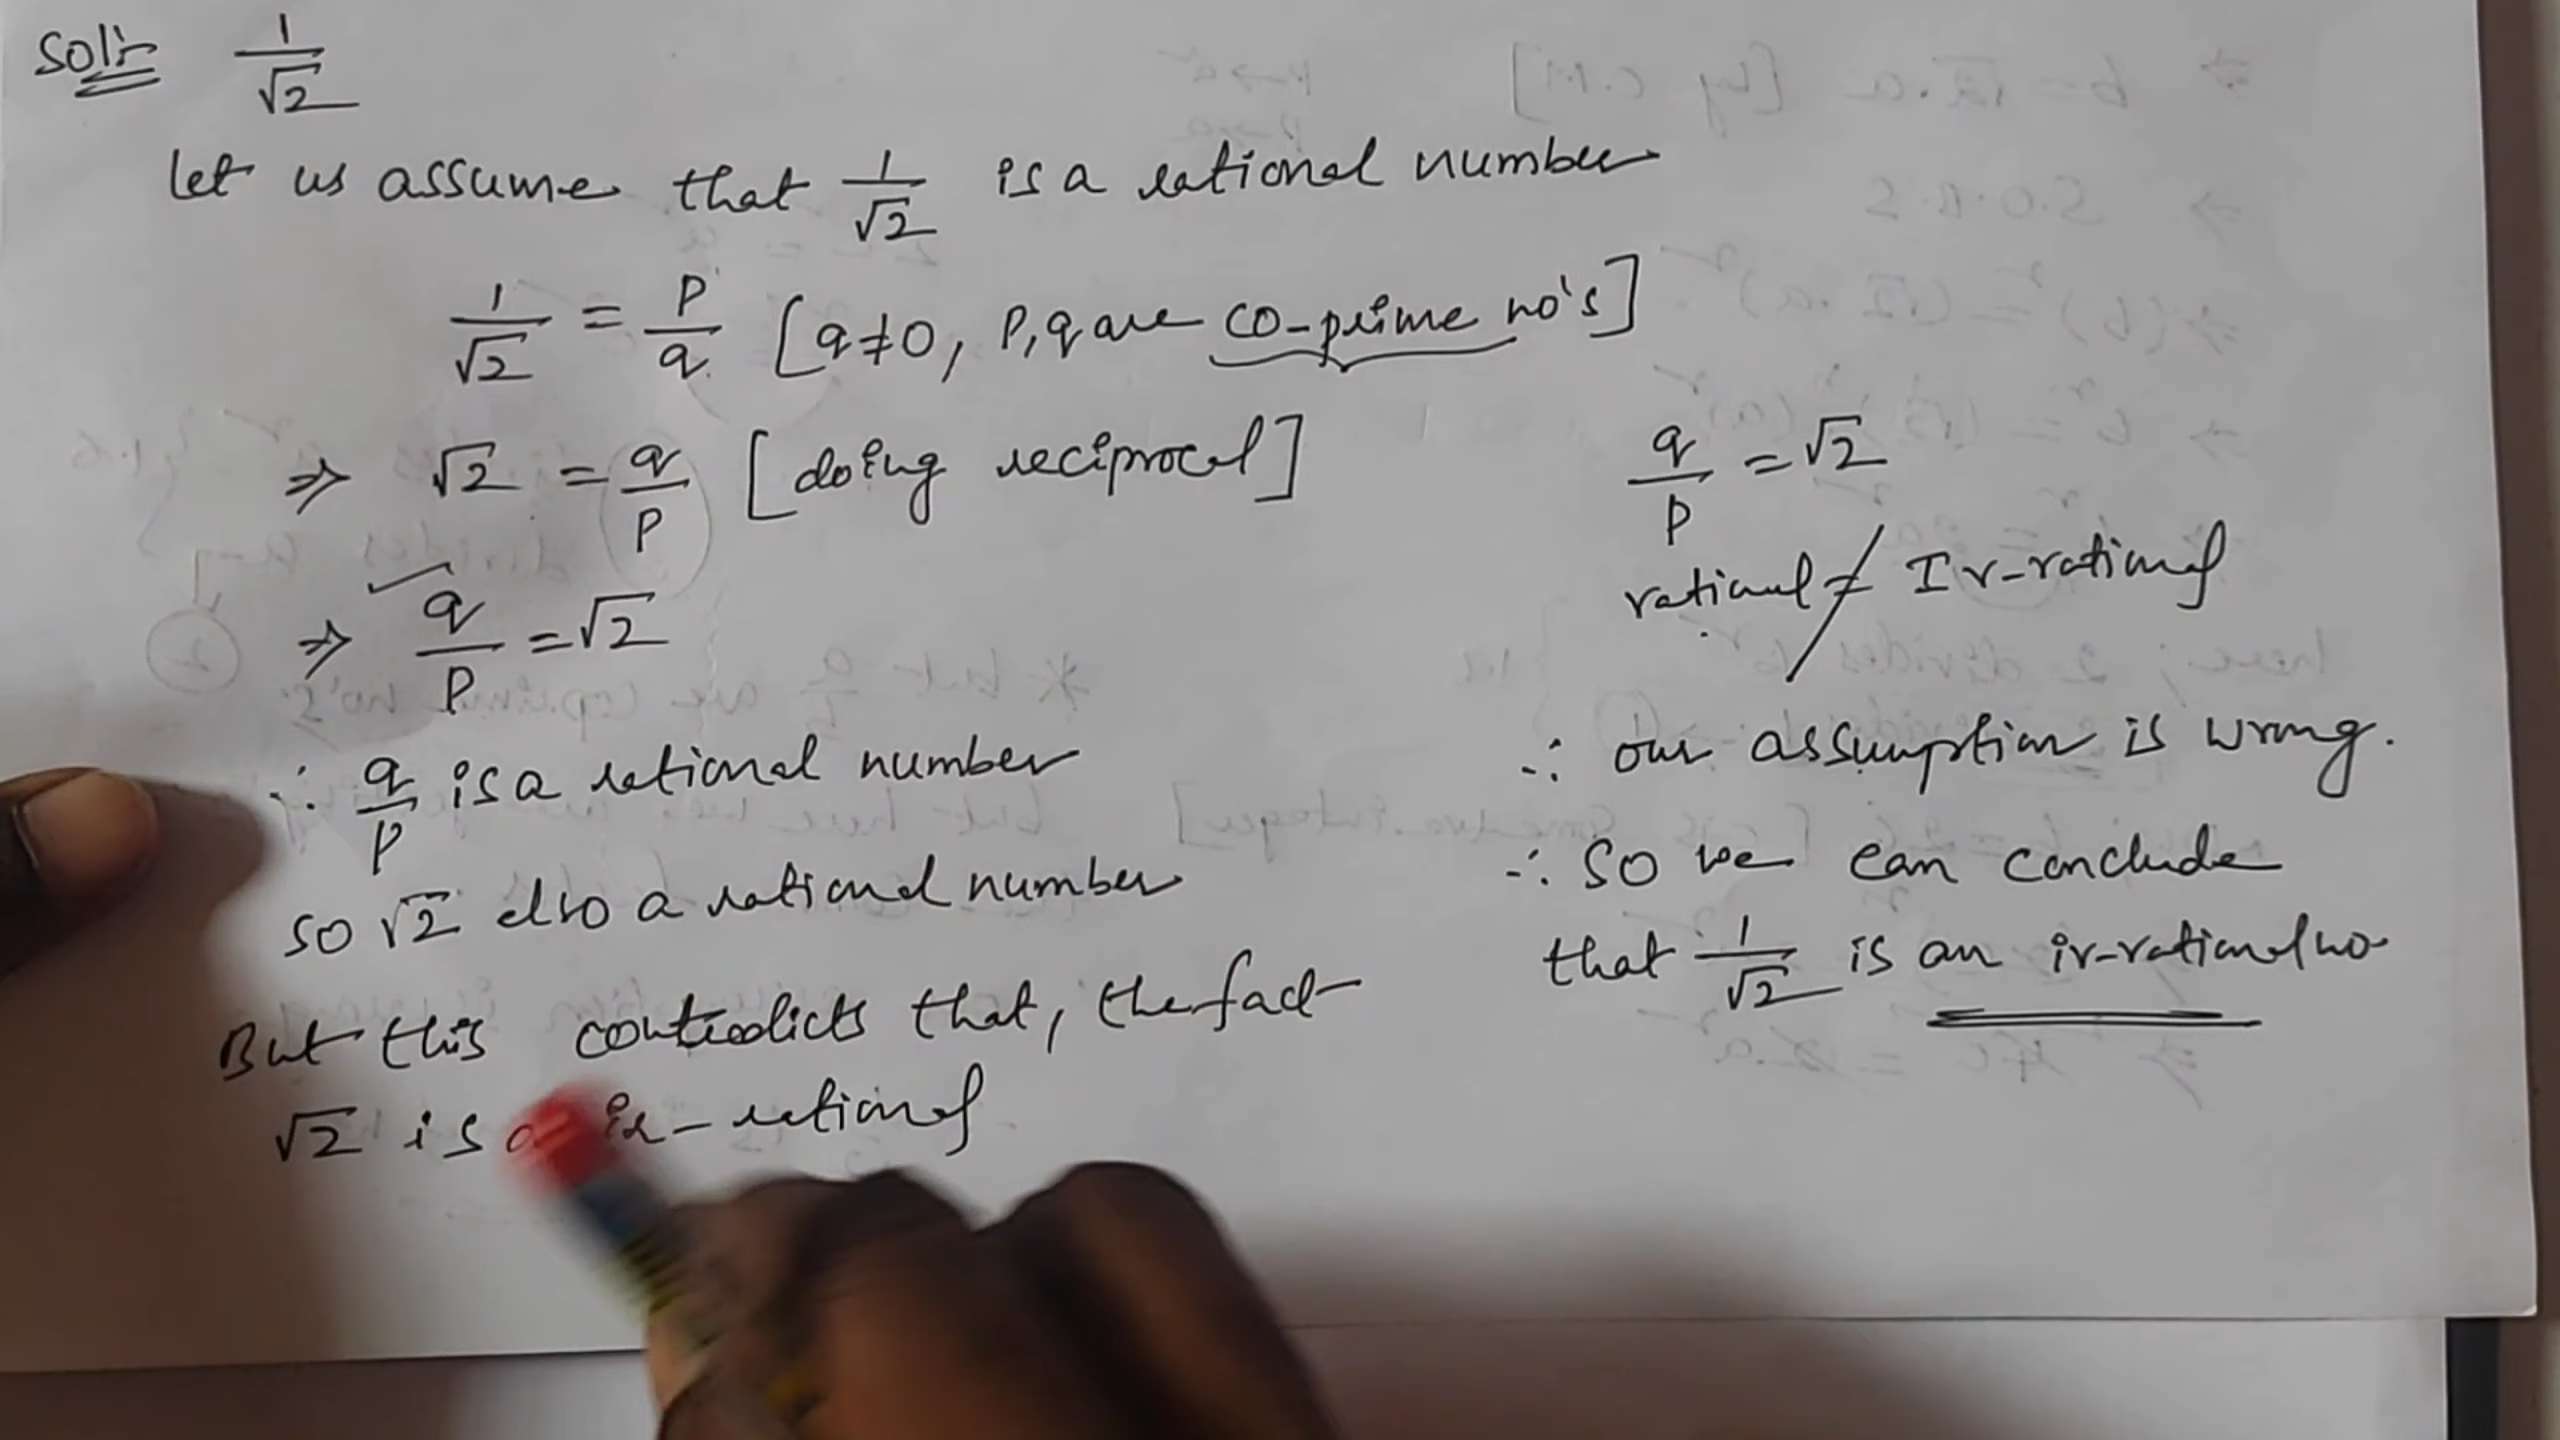 Soln:- 1/√2
let us assume that 1/√2 is a rational number
1/√2 = P/q [q≠0, P,q are co-prime no's]
⇒ √2 = q/P [doing reciprocal]
⇒ q/P = √2
∴ q/P is a rational number
so √2 also a rational number
But this contradicts that, the fact
√2 is a ir-rational
q/P = √2
rational ≠ Ir-rational
∴ our assumption is wrong.
∴ so we can conclude
that 1/√2 is an ir-rational no